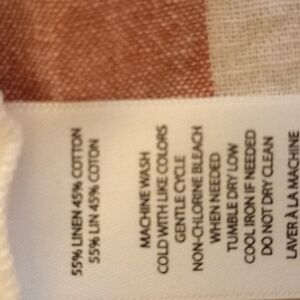 55% LINEN 45% COTTON
55% LIN 45% COTON
MACHINE WASH
COLD WITH LIKE COLORS
GENTLE CYCLE
NON-CHLORINE BLEACH
WHEN NEEDED
TUMBLE DRY LOW
COOL IRON IF NEEDED
DO NOT DRY CLEAN
LAVER À LA MACHINE